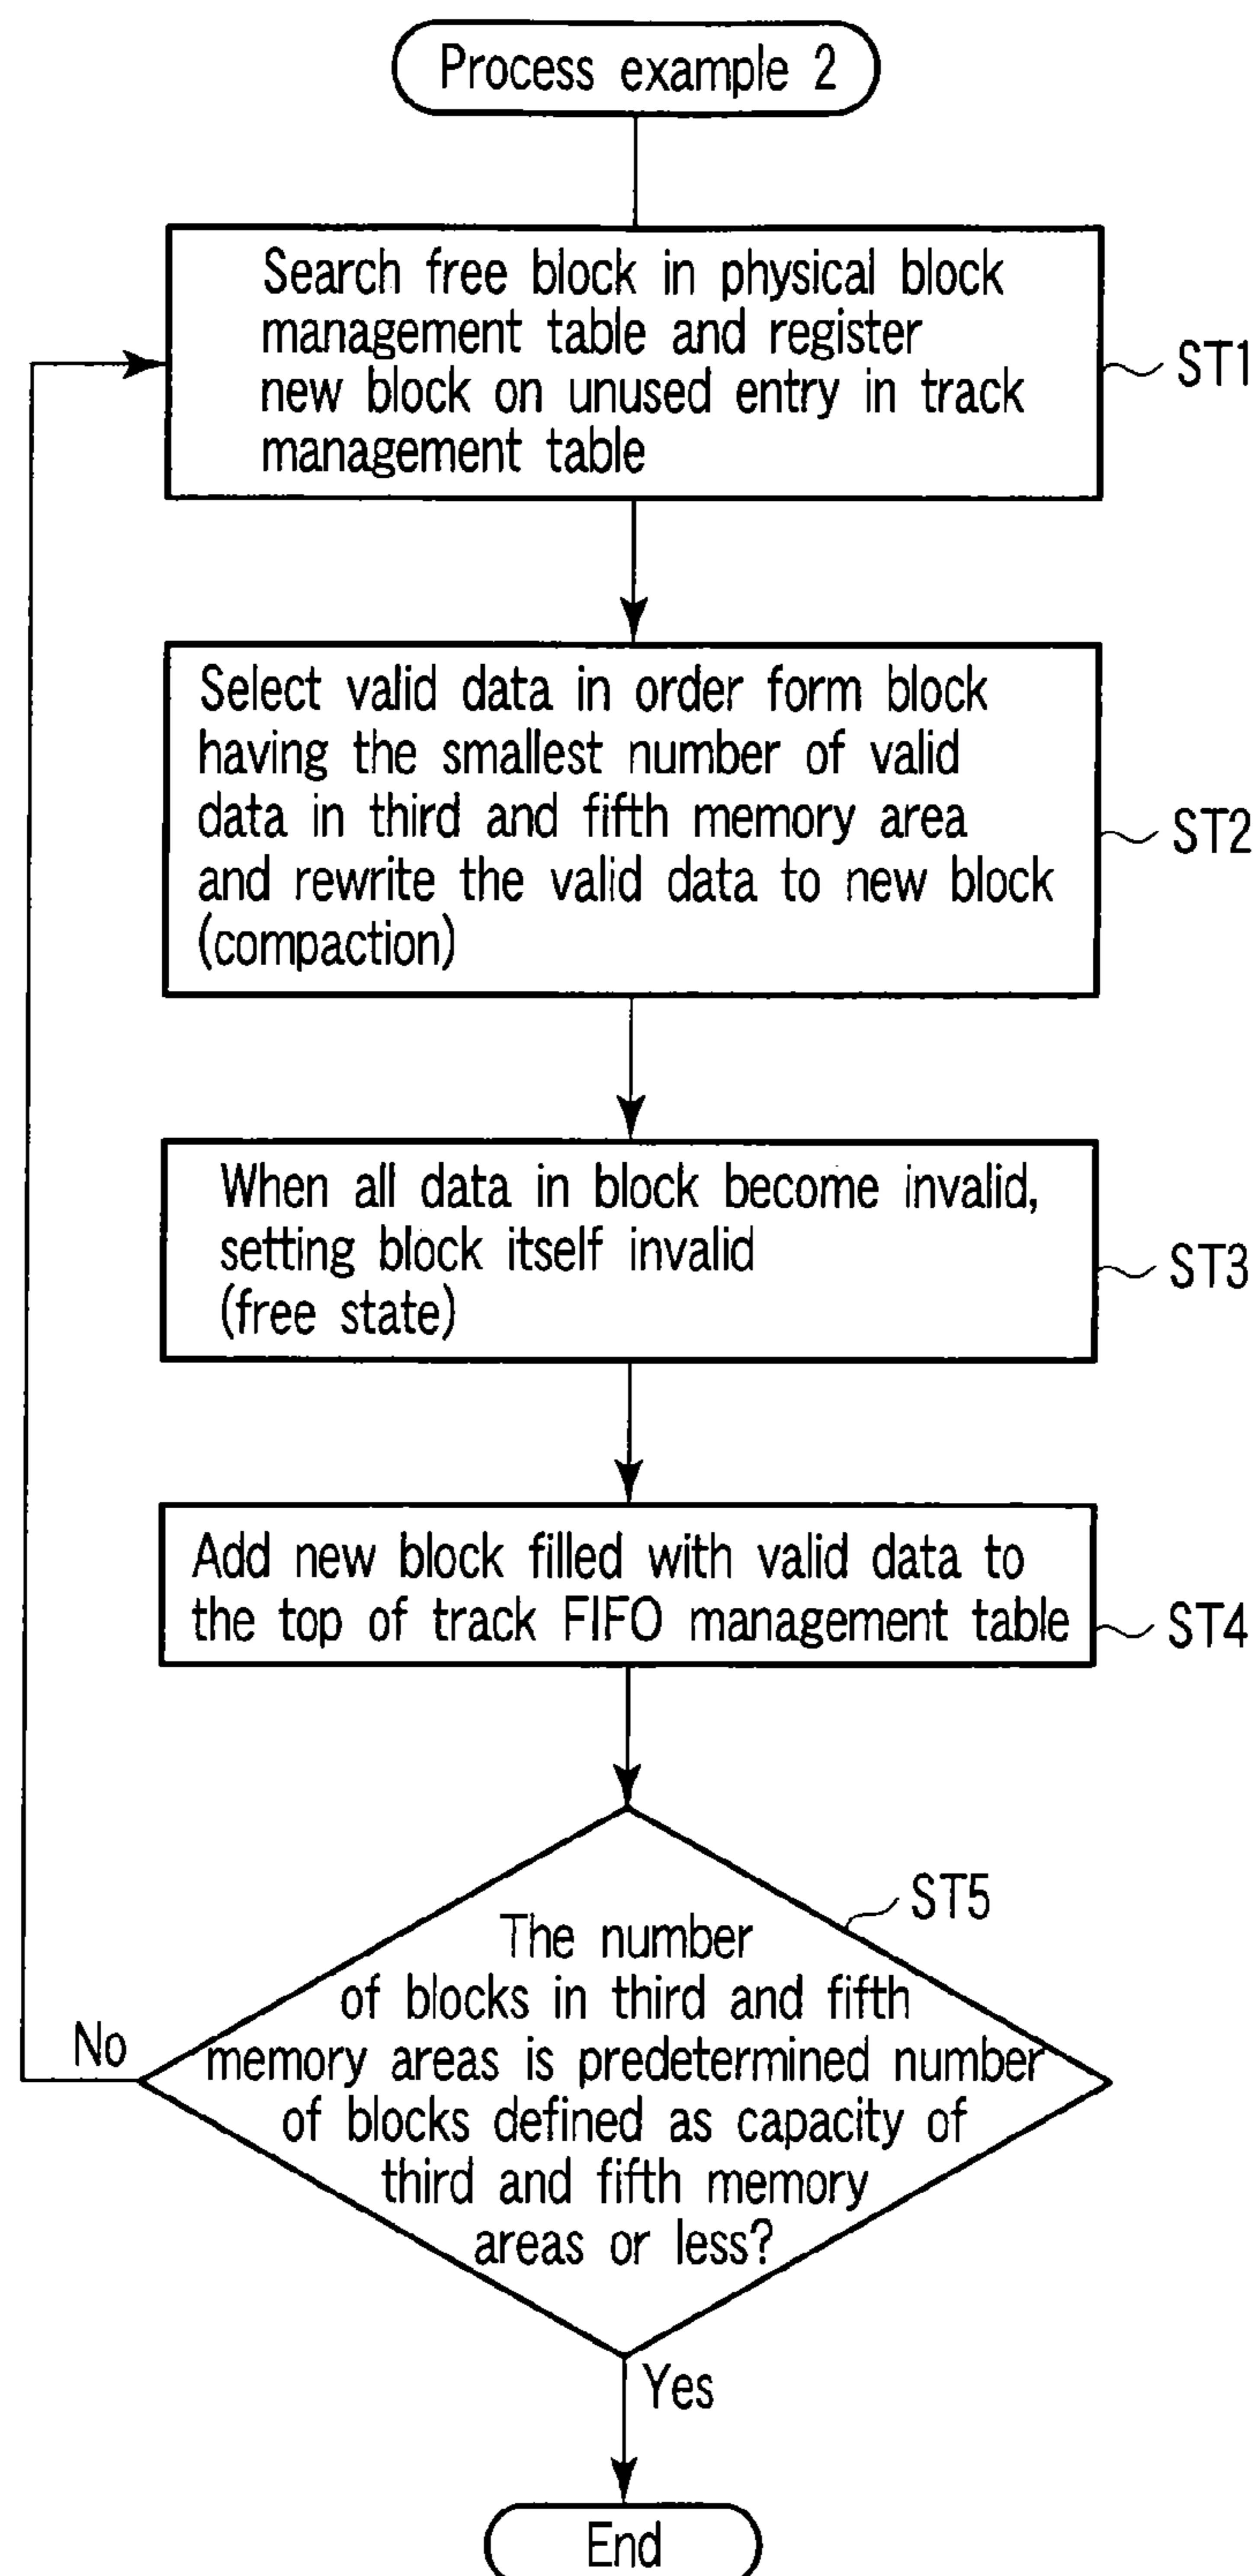 Process example 2
Search free block in physical block
management table and register
new block on unused entry in track
management table
ST1
Select valid data in order form block
having the smallest number of valid
data in third and fifth memory area
and rewrite the valid data to new block
(compaction)
ST2
When all data in block become invalid,
setting block itself invalid
(free state)
ST3
Add new block filled with valid data to
the top of track FIFO management table
ST4
ST5
The number
of blocks in third and fifth
memory areas is predetermined number
of blocks defined as capacity of
third and fifth memory
areas or less?
No
Yes
End